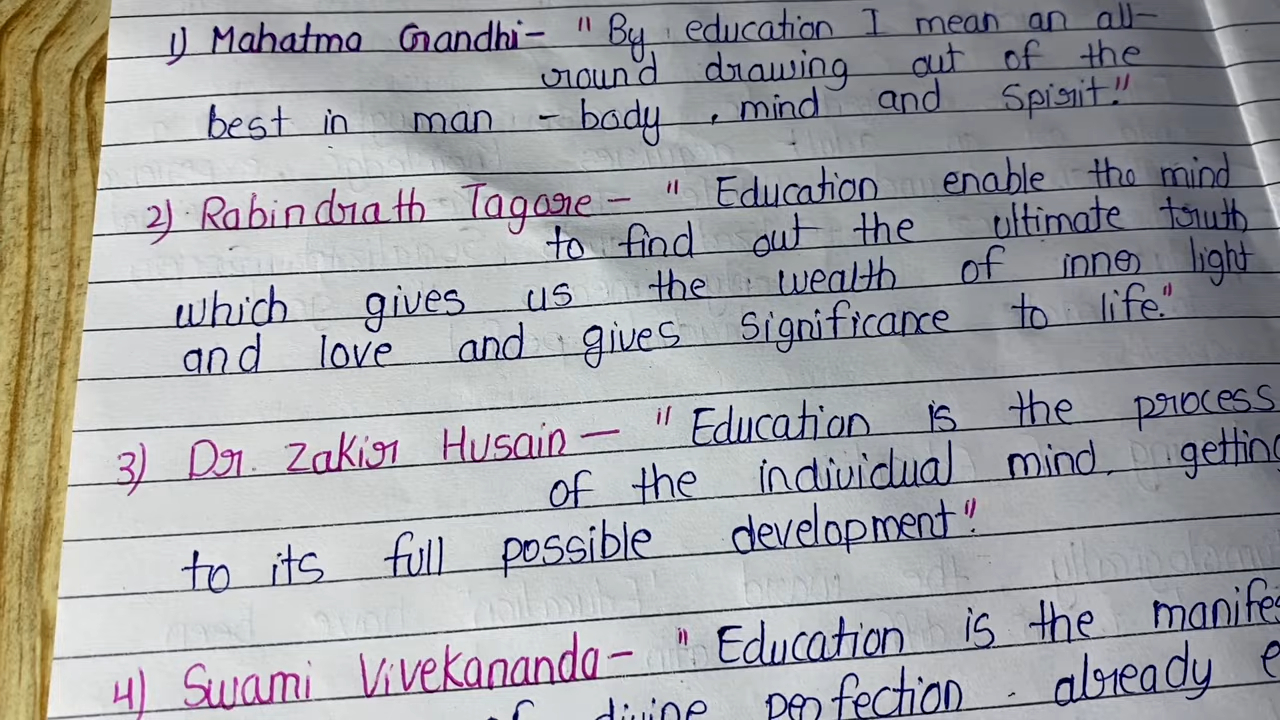 1) Mahatma Gandhi - "By education I mean an all-
round drawing out of the
best in man - body, mind and spirit."
2) Rabindrath Tagore - "Education enable the mind
to find out the ultimate truth
which gives us the wealth of inner light
and love and gives significance to life."
3) Dr. Zakir Husain - "Education is the process
of the individual mind, getting
to its full possible development".
4) Swami Vivekananda - "Education is the manifes
of divine perfection already e